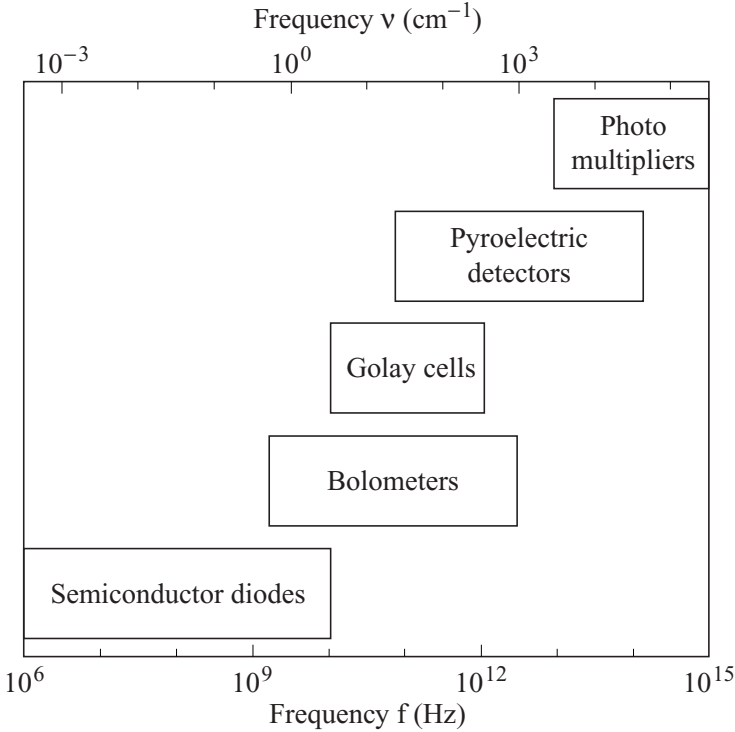 Frequency ν (cm⁻¹)
10⁻³ 10⁰ 10³
Photo
multipliers
Pyroelectric
detectors
Golay cells
Bolometers
Semiconductor diodes
10⁶ 10⁹ 10¹² 10¹⁵
Frequency f (Hz)